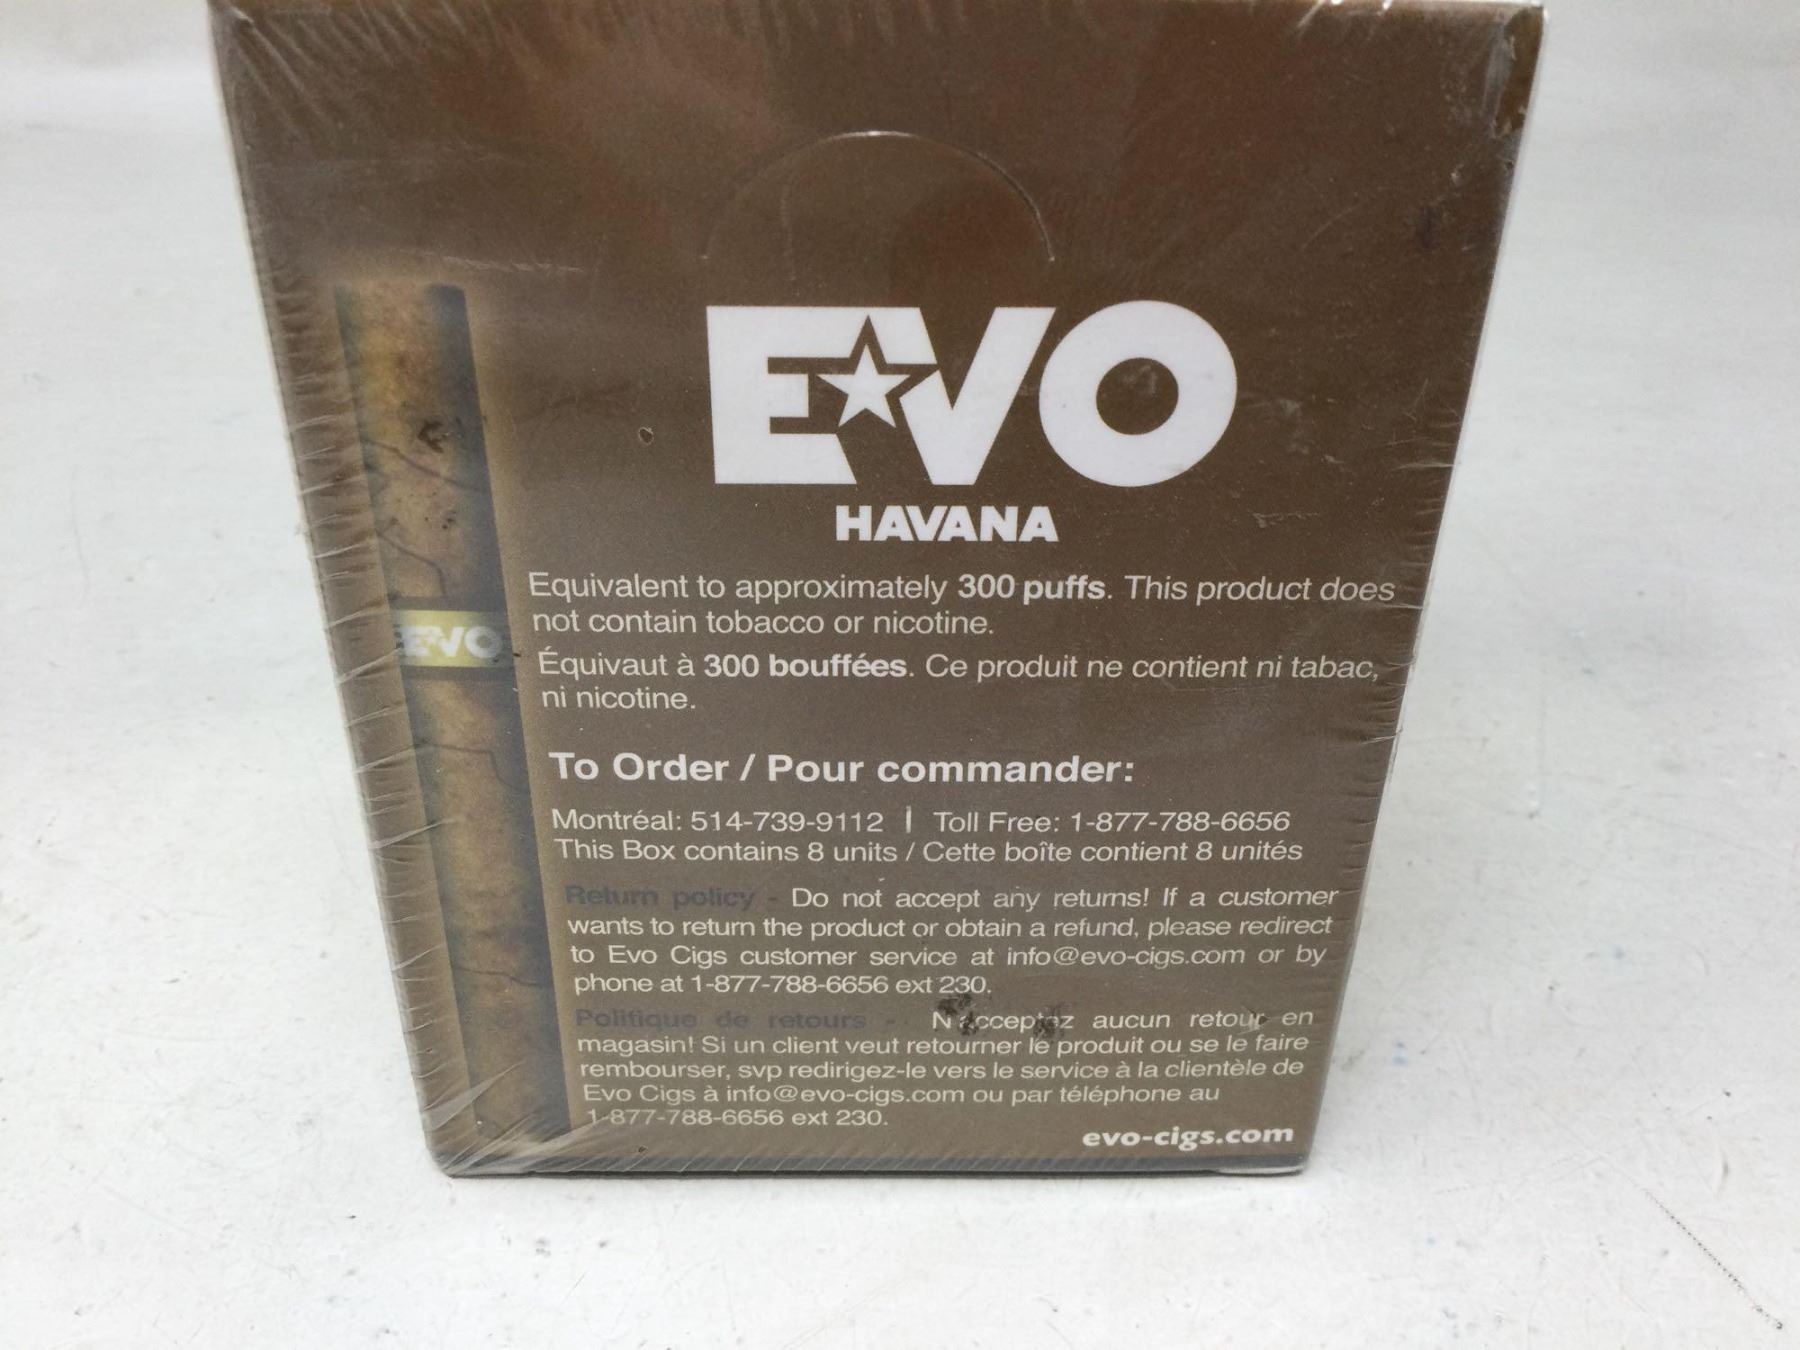 EVO
HAVANA
EVO
Equivalent to approximately 300 puffs. This product does
not contain tobacco or nicotine.
Équivaut à 300 bouffées. Ce produit ne contient ni tabac,
ni nicotine.
To Order / Pour commander:
Montréal: 514-739-9112 | Toll Free: 1-877-788-6656
This Box contains 8 units / Cette boîte contient 8 unités
Return policy - Do not accept any returns! If a customer
wants to return the product or obtain a refund, please redirect
to Evo Cigs customer service at info@evo-cigs.com or by
phone at 1-877-788-6656 ext 230.
Politique de retours - N'acceptez aucun retour en
magasin! Si un client veut retourner le produit ou se le faire
rembourser, svp redirigez-le vers le service à la clientèle de
Evo Cigs à info@evo-cigs.com ou par téléphone au
1-877-788-6656 ext 230.
evo-cigs.com